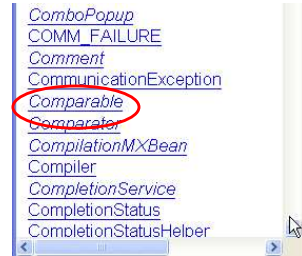 ComboPopup
COMM_FAILURE
Comment
CommunicationException
Comparable
Comparator
CompilationMXBean
Compiler
CompletionService
CompletionStatus
CompletionStatusHelper